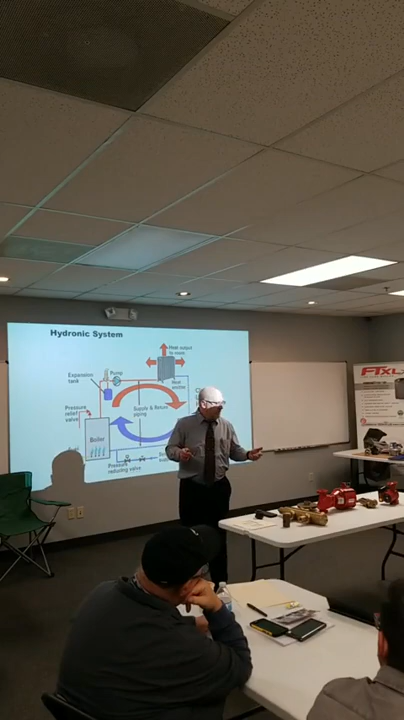 Hydronic System
Heat output
to room
Pump
Expansion
tank
Heat
emitter
Pressure
relief valve
Supply & Return
piping
Boiler
Pressure
reducing valve
FTXL